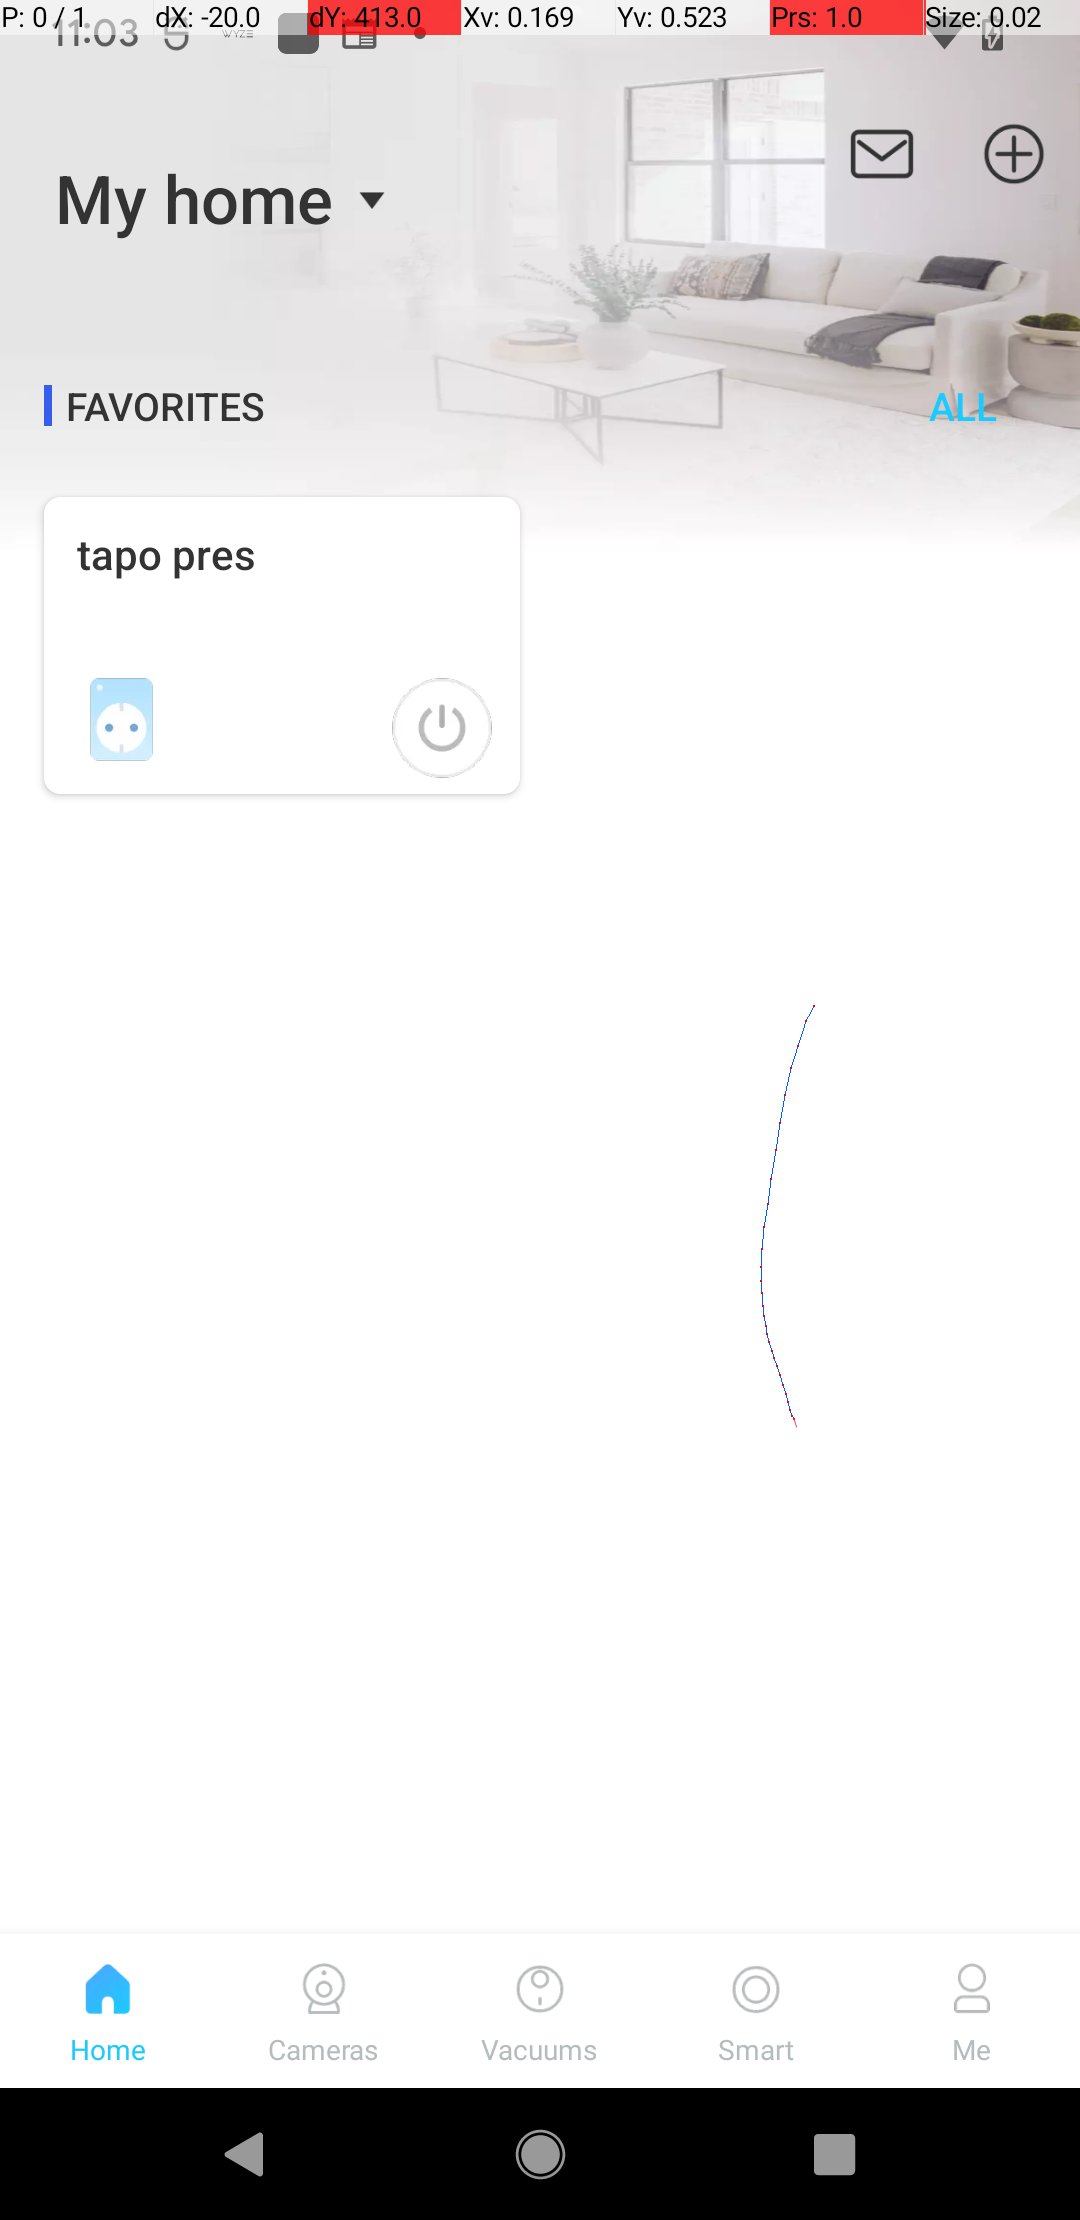 P: 0 / 1 dX: -20.0 dY: 413.0 Xv: 0.169 Yv: 0.523 Prs: 1.0 Size: 0.02
11:03 WYZE
My home
FAVORITES ALL
tapo pres
Home Cameras Vacuums Smart Me